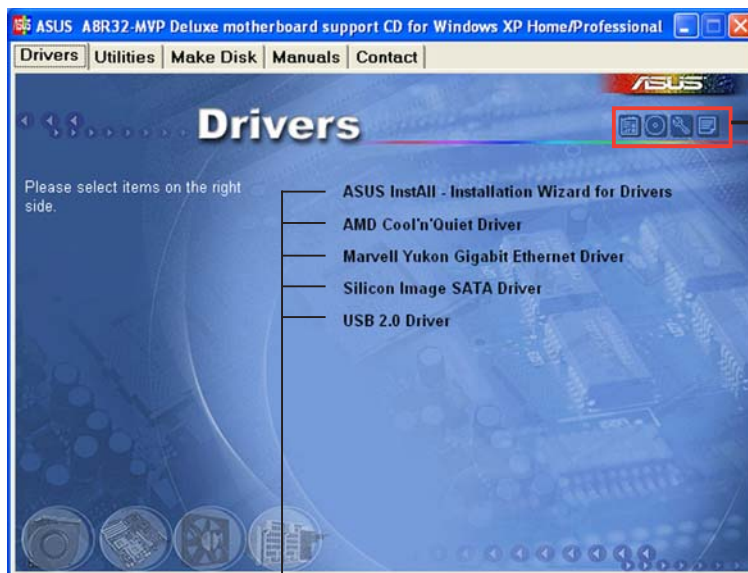 ASUS A8R32-MVP Deluxe motherboard support CD for Windows XP Home/Professional
Drivers Utilities Make Disk Manuals Contact
ASUS
Drivers
Please select items on the right
side.
ASUS InstAll - Installation Wizard for Drivers
AMD Cool'n'Quiet Driver
Marvell Yukon Gigabit Ethernet Driver
Silicon Image SATA Driver
USB 2.0 Driver